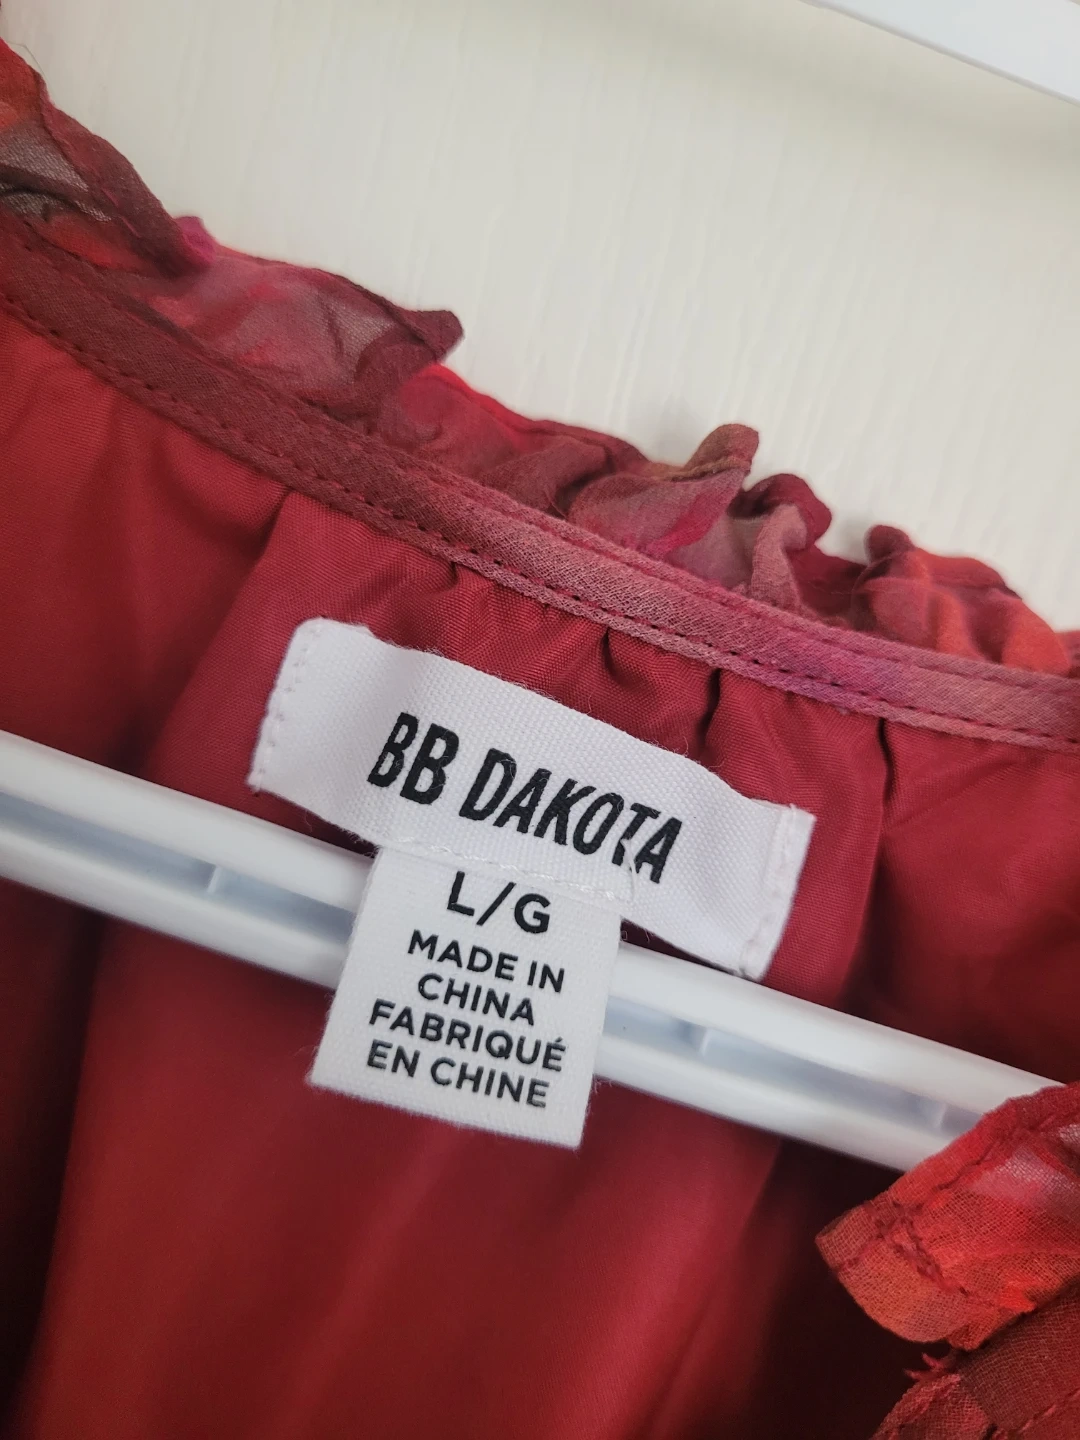 BB DAKOTA
L/G
MADE IN
CHINA
FABRIQUÉ
EN CHINE